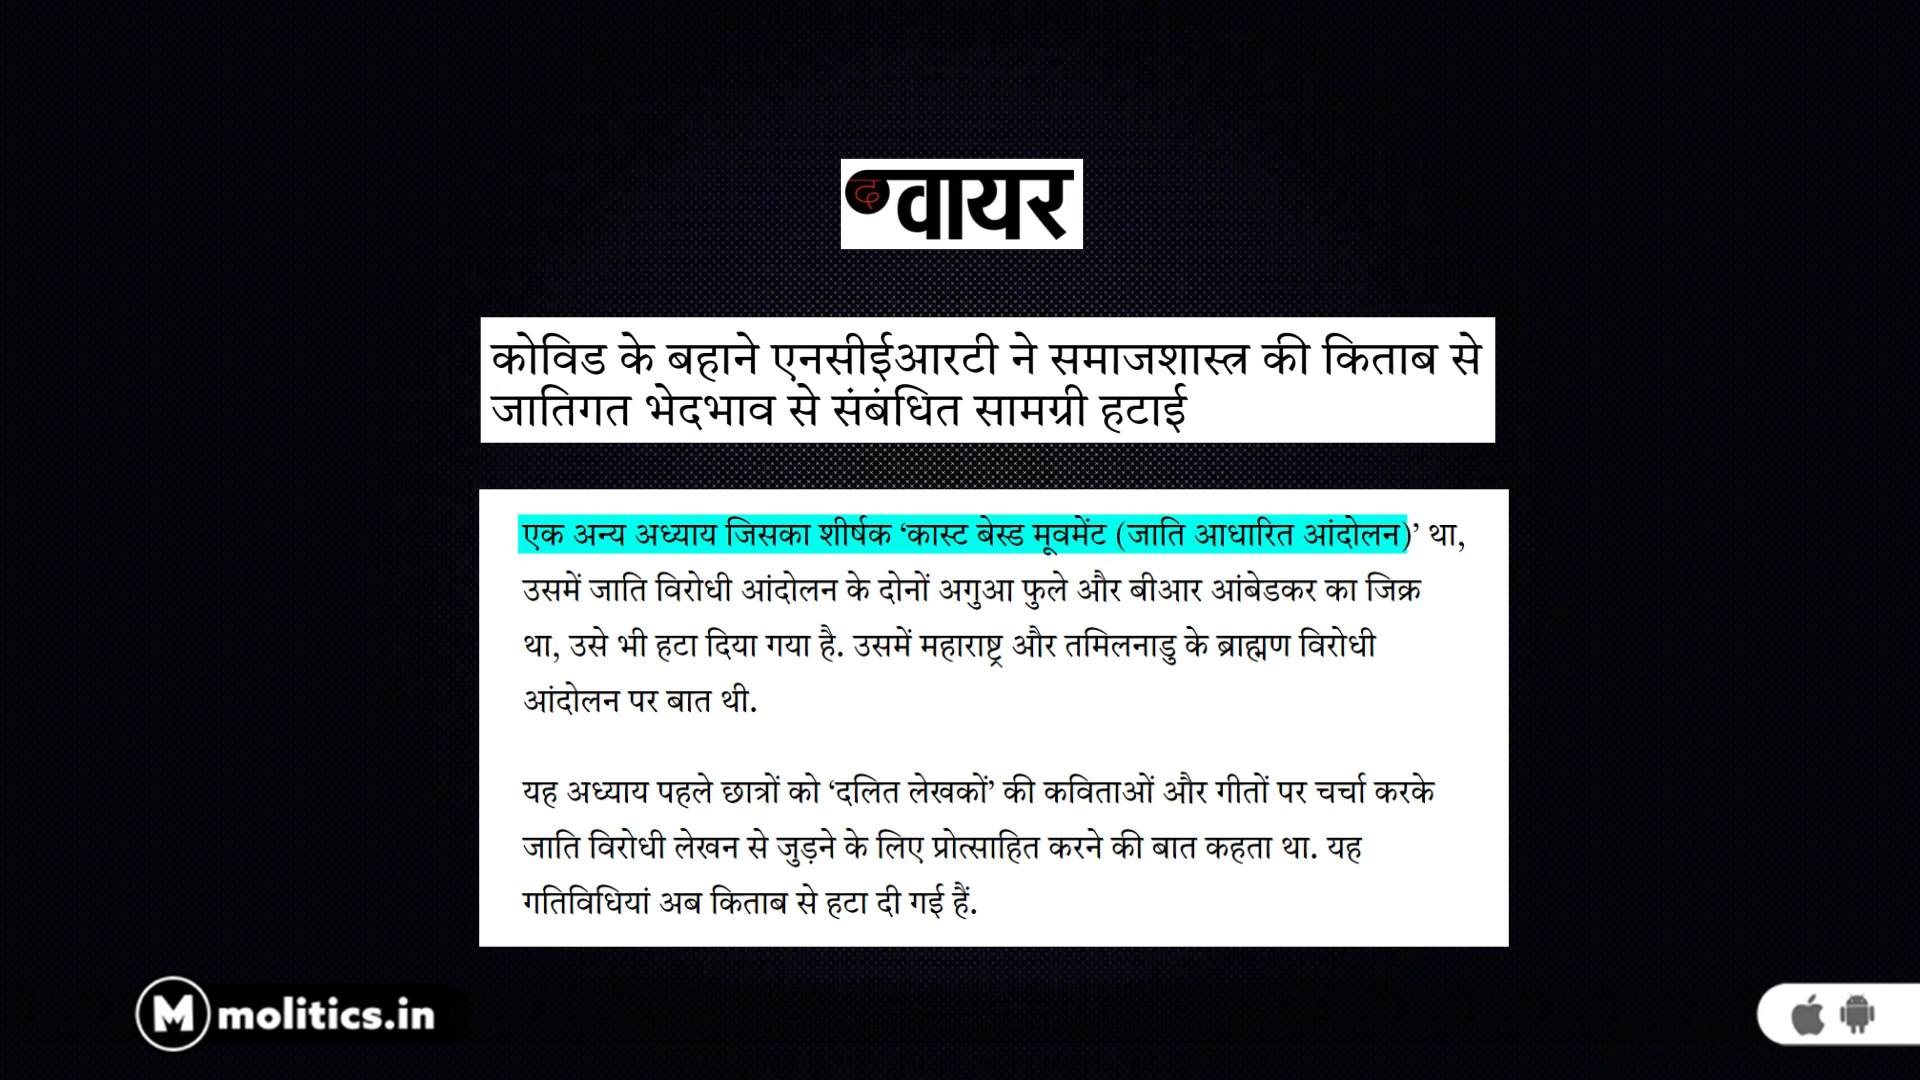 द वायर
कोविड के बहाने एनसीईआरटी ने समाजशास्त्र की किताब से
जातिगत भेदभाव से संबंधित सामग्री हटाई
एक अन्य अध्याय जिसका शीर्षक ‘कास्ट बेस्ड मूवमेंट (जाति आधारित आंदोलन)’ था,
उसमें जाति विरोधी आंदोलन के दोनों अगुआ फुले और बीआर आंबेडकर का जिक्र
था, उसे भी हटा दिया गया है. उसमें महाराष्ट्र और तमिलनाडु के ब्राह्मण विरोधी
आंदोलन पर बात थी.
यह अध्याय पहले छात्रों को ‘दलित लेखकों’ की कविताओं और गीतों पर चर्चा करके
जाति विरोधी लेखन से जुड़ने के लिए प्रोत्साहित करने की बात कहता था. यह
गतिविधियां अब किताब से हटा दी गई हैं.
M molitics.in